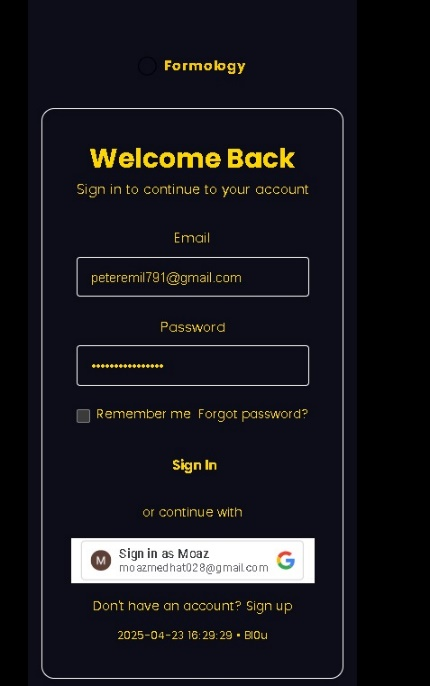 Formology
Welcome Back
Sign in to continue to your account
Email
peteremil791@gmail.com
Password
••••••••••••••••
Remember me Forgot password?
Sign In
or continue with
M
Sign in as Moaz
moazmedhat028@gmail.com
Don't have an account? Sign up
2025-04-23 16:29:29 •